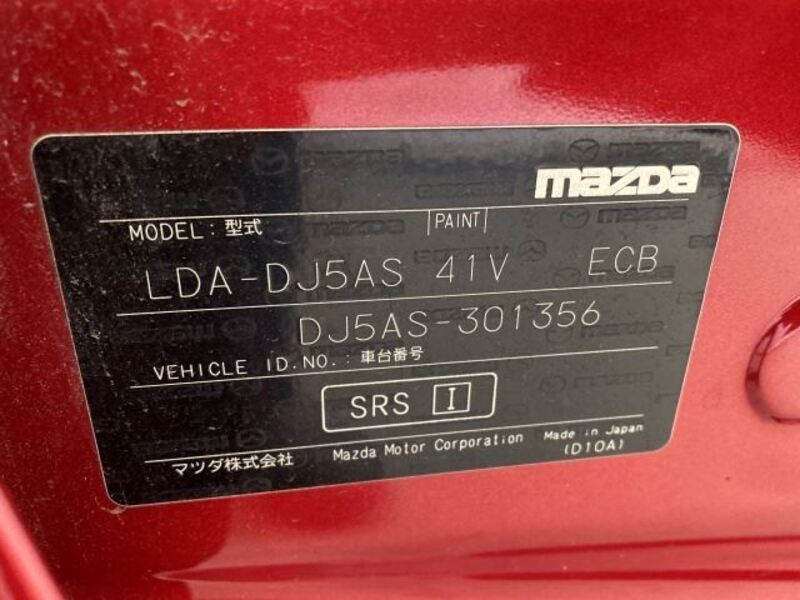 mazda
MODEL: 型式 PAINT
LDA-DJ5AS 41V ECB
DJ5AS-301356
VEHICLE ID.NO.: 車台番号
SRS I
マツダ株式会社 Mazda Motor Corporation Made in Japan
(D10A)